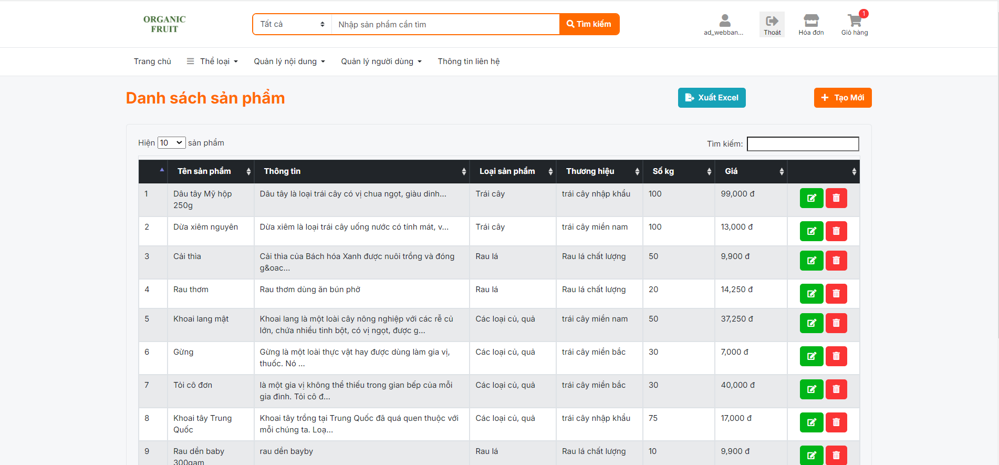 ORGANIC
FRUIT
Tất cả
Nhập sản phẩm cần tìm
Tìm kiếm
ad_webban...
Thoát
Hóa đơn
1
Giỏ hàng
Trang chủ
Thể loại
Quản lý nội dung
Quản lý người dùng
Thông tin liên hệ
Danh sách sản phẩm
Xuất Excel
Tạo Mới
Hiện 10 sản phẩm
Tìm kiếm:
Tên sản phẩm Thông tin Loại sản phẩm Thương hiệu Số kg Giá
1 Dâu tây Mỹ hộp Dâu tây là loại trái cây có vị chua ngọt, giàu dinh... Trái cây trái cây nhập khẩu 100 99,000 đ
250g
2 Dừa xiêm nguyên Dừa xiêm là loại trái cây uống nước có tính mát, v... Trái cây trái cây miền nam 100 13,000 đ
3 Cải thìa Cải thìa của Bách hóa Xanh được nuôi trồng và đóng Rau lá Rau lá chất lượng 50 9,900 đ
g&oac...
4 Rau thơm Rau thơm dùng ăn bún phở Rau lá Rau lá chất lượng 20 14,250 đ
5 Khoai lang mật Khoai lang là một loài cây nông nghiệp với các rễ củ Các loại củ, quả trái cây miền nam 50 37,250 đ
lớn, chứa nhiều tinh bột, có vị ngọt, được g...
6 Gừng Gừng là một loài thực vật hay được dùng làm gia vị, Các loại củ, quả trái cây miền bắc 30 7,000 đ
thuốc. Nó ...
7 Tỏi cô đơn là một gia vị không thể thiếu trong gian bếp của mỗi Các loại củ, quả trái cây miền bắc 30 40,000 đ
gia đình. Tỏi cô đ...
8 Khoai tây Trung Khoai tây trồng tại Trung Quốc đã quá quen thuộc với Các loại củ, quả trái cây nhập khẩu 75 17,000 đ
Quốc mỗi chúng ta. Loạ...
9 Rau dền baby rau dền bayby Rau lá Rau lá chất lượng 10 9,900 đ
300gam